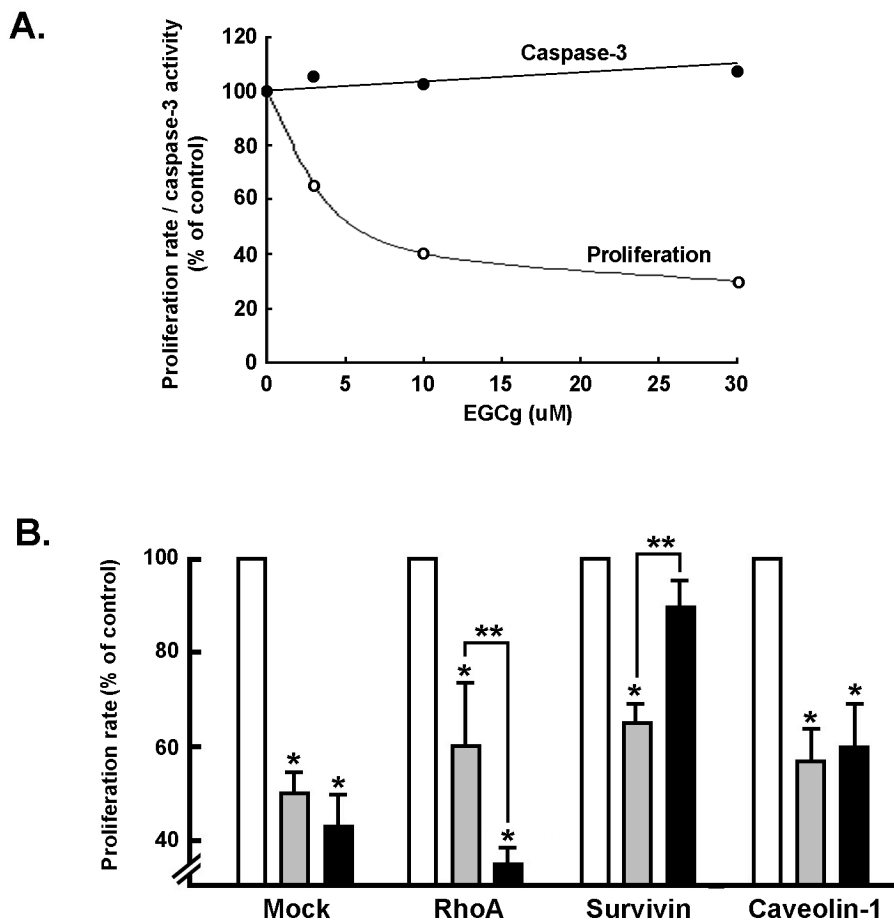 A.
Proliferation rate / caspase-3 activity
(% of control)
120
100
80
60
40
20
0
Caspase-3
Proliferation
0 5 10 15 20 25 30
EGCg (uM)
B.
Proliferation rate (% of control)
100
80
60
40
* *
** * *
** *
* *
Mock RhoA Survivin Caveolin-1